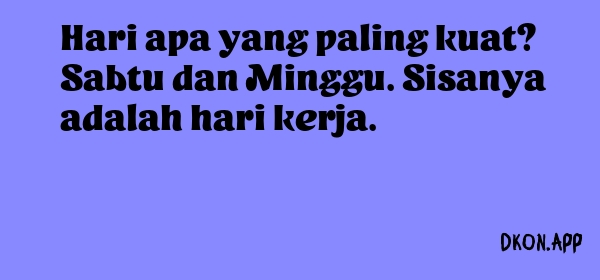 Hari apa yang paling kuat?
Sabtu dan Minggu. Sisanya
adalah hari kerja.
DKON.APP